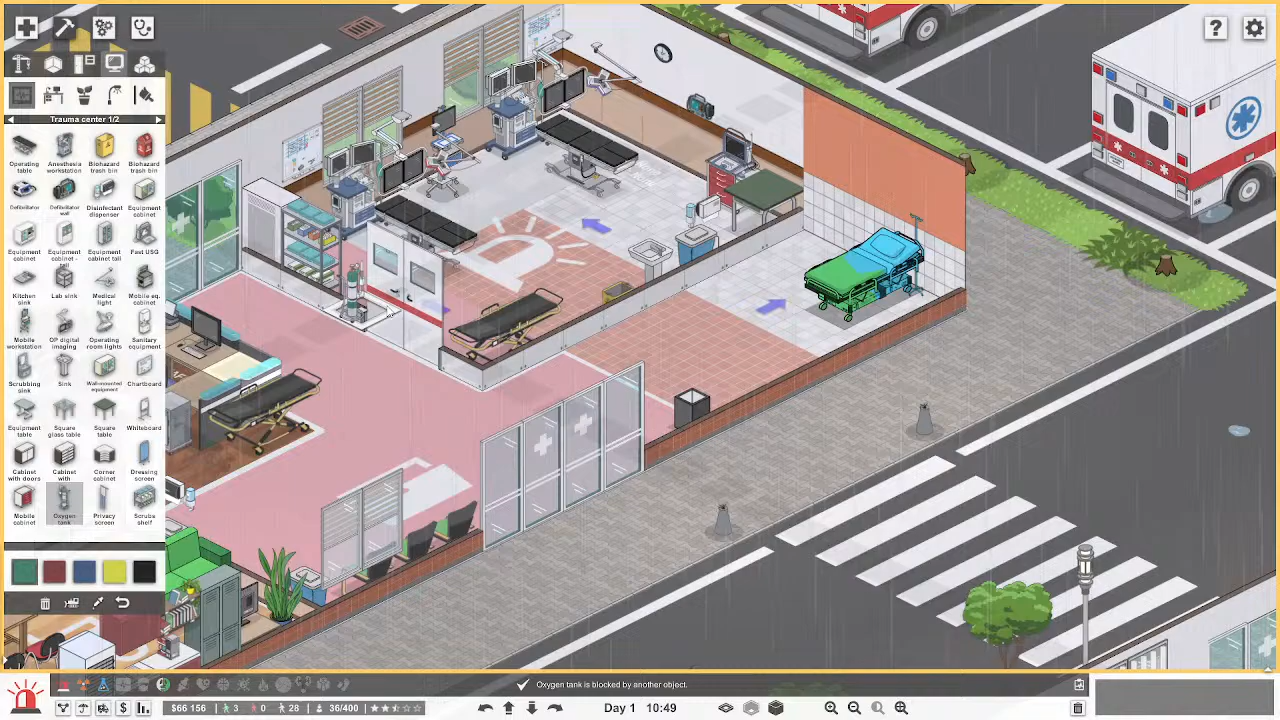 ?
Trauma center 1/2
Operating table
Anesthesia workstation
Biohazard trash bin
Biohazard trash bin
Defibrillator
Defibrillator wall
Disinfectant dispenser
Equipment cabinet
Equipment cabinet
Equipment cabinet - tall
Equipment cabinet tall
Fast USG
Kitchen sink
Lab sink
Medical light
Mobile eq. cabinet
Mobile workstation
OP digital imaging
Operating room lights
Sanitary equipment
Scrubbing sink
Sink
Wall-mounted equipment
Chartboard
Equipment table
Square glass table
Square table
Whiteboard
Cabinet with doors
Cabinet with
Corner cabinet
Dressing screen
Mobile cabinet
Oxygen tank
Privacy screen
Scrubs shelf
Oxygen tank is blocked by another object.
$66 156
3
0
28
36/400
Day 1 10:49